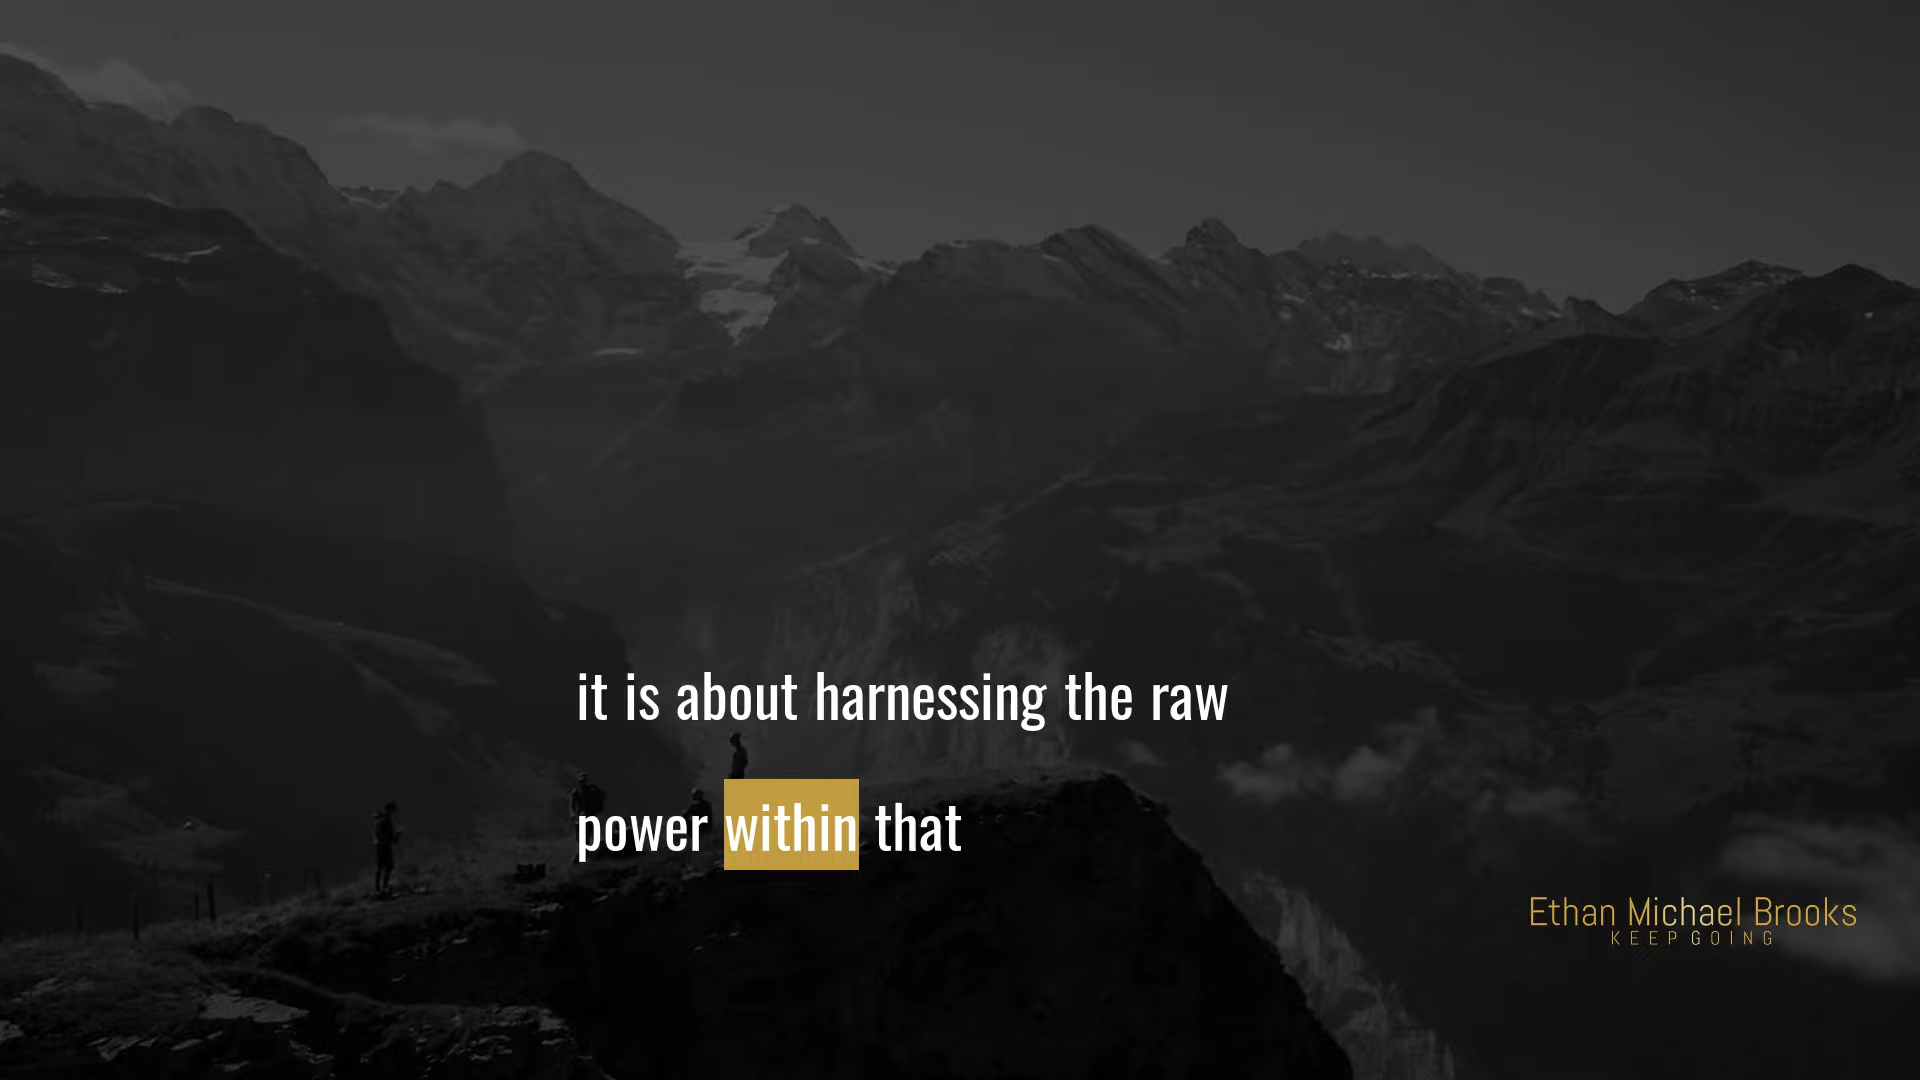 it is about harnessing the raw
power within that
Ethan Michael Brooks
KEEP GOING